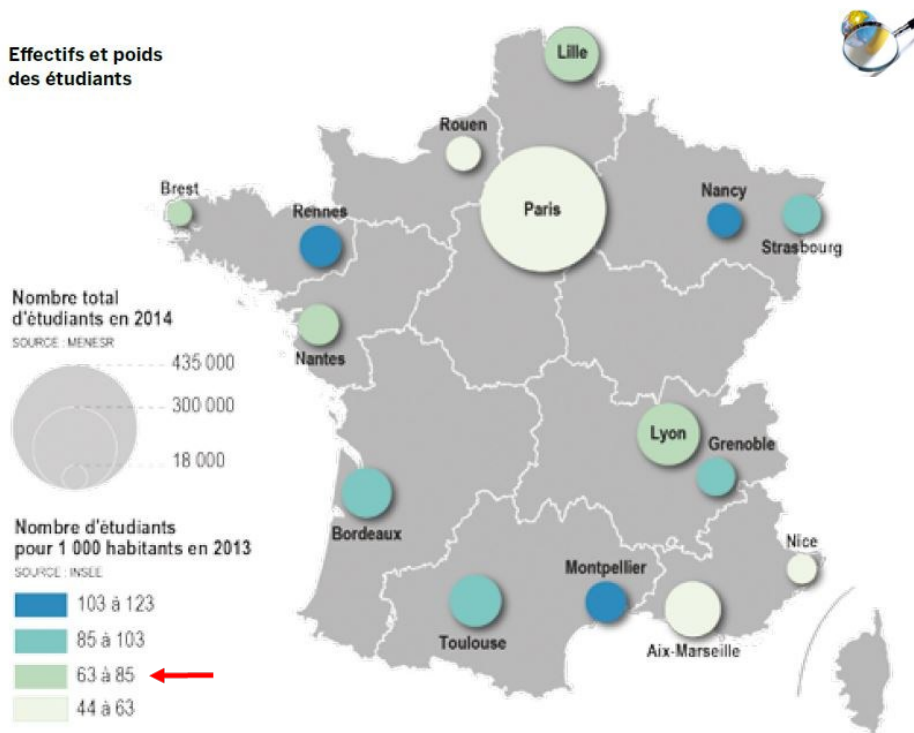 Effectifs et poids
des étudiants
Lille
Rouen
Paris
Brest
Rennes
Nancy
Strasbourg
Nantes
Lyon
Grenoble
Bordeaux
Nice
Montpellier
Toulouse
Aix-Marseille
Nombre total
d'étudiants en 2014
SOURCE : MENESR
435 000
300 000
18 000
Nombre d'étudiants
pour 1 000 habitants en 2013
SOURCE : INSEE
103 à 123
85 à 103
63 à 85
44 à 63